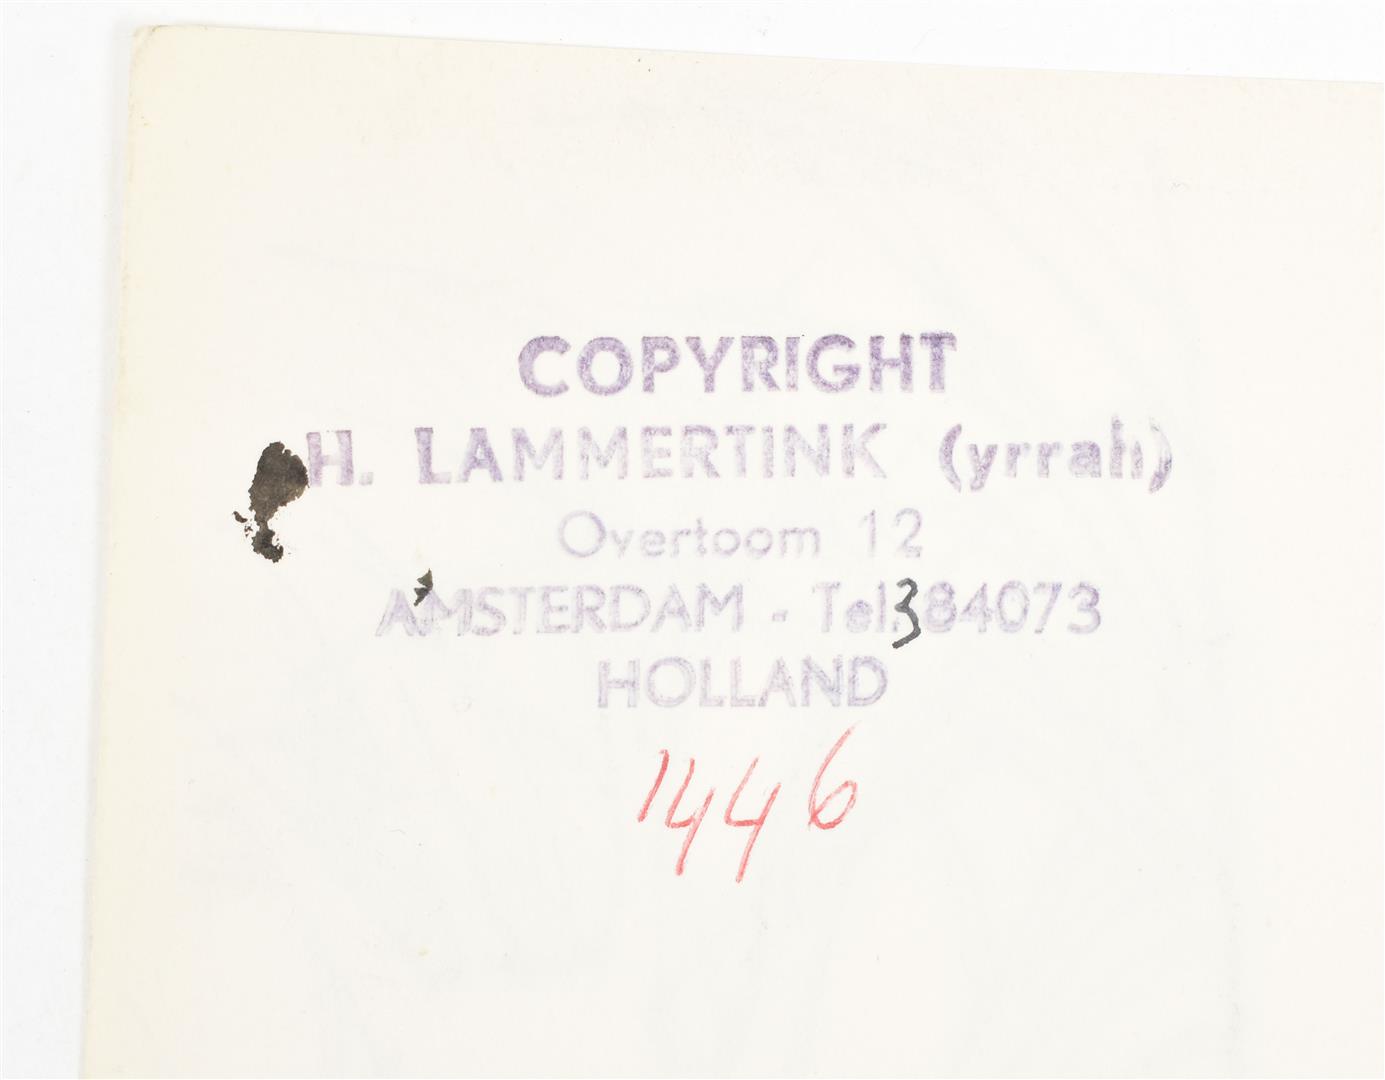 COPYRIGHT
H. LAMMERTINK (yrrah)
Overtoom 12
AMSTERDAM - Tel.384073
HOLLAND
1446